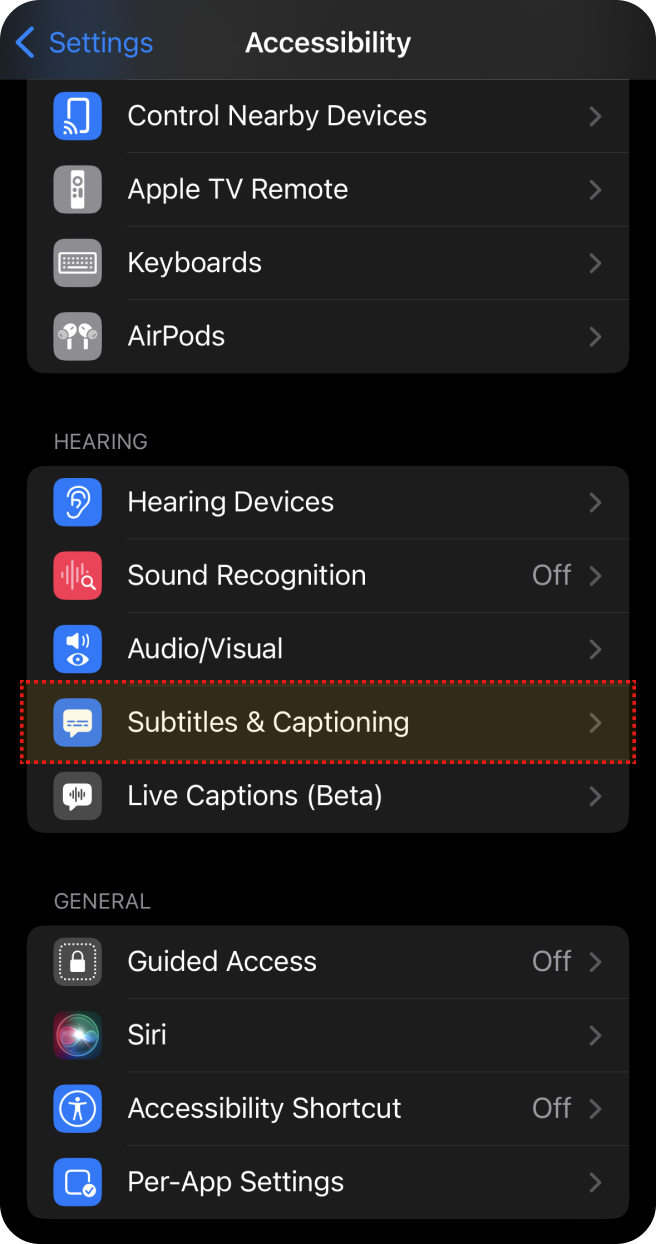 Settings
Accessibility
Control Nearby Devices
Apple TV Remote
Keyboards
AirPods
HEARING
Hearing Devices
Sound Recognition Off
Audio/Visual
Subtitles & Captioning
Live Captions (Beta)
GENERAL
Guided Access Off
Siri
Accessibility Shortcut Off
Per-App Settings